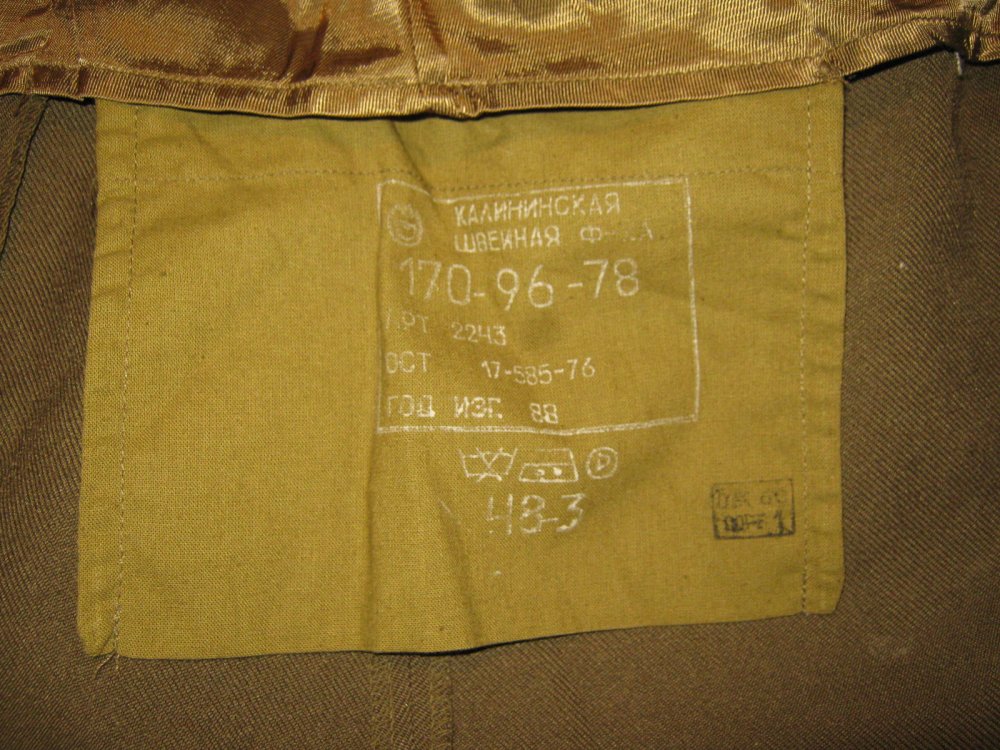 КАЛИНИНСКАЯ
ШВЕЙНАЯ
170-96-78
АРТ 2243
ОСТ 17-585-76
ГОД ИЗГ. 88
P
48-3